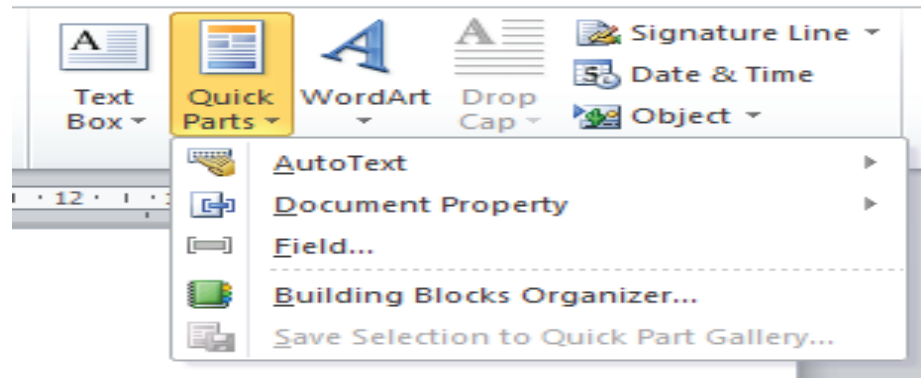 A A
Text Quick WordArt Drop Signature Line
Box Parts Cap Date & Time
Object
12
AutoText
Document Property
Field...
Building Blocks Organizer...
Save Selection to Quick Part Gallery...